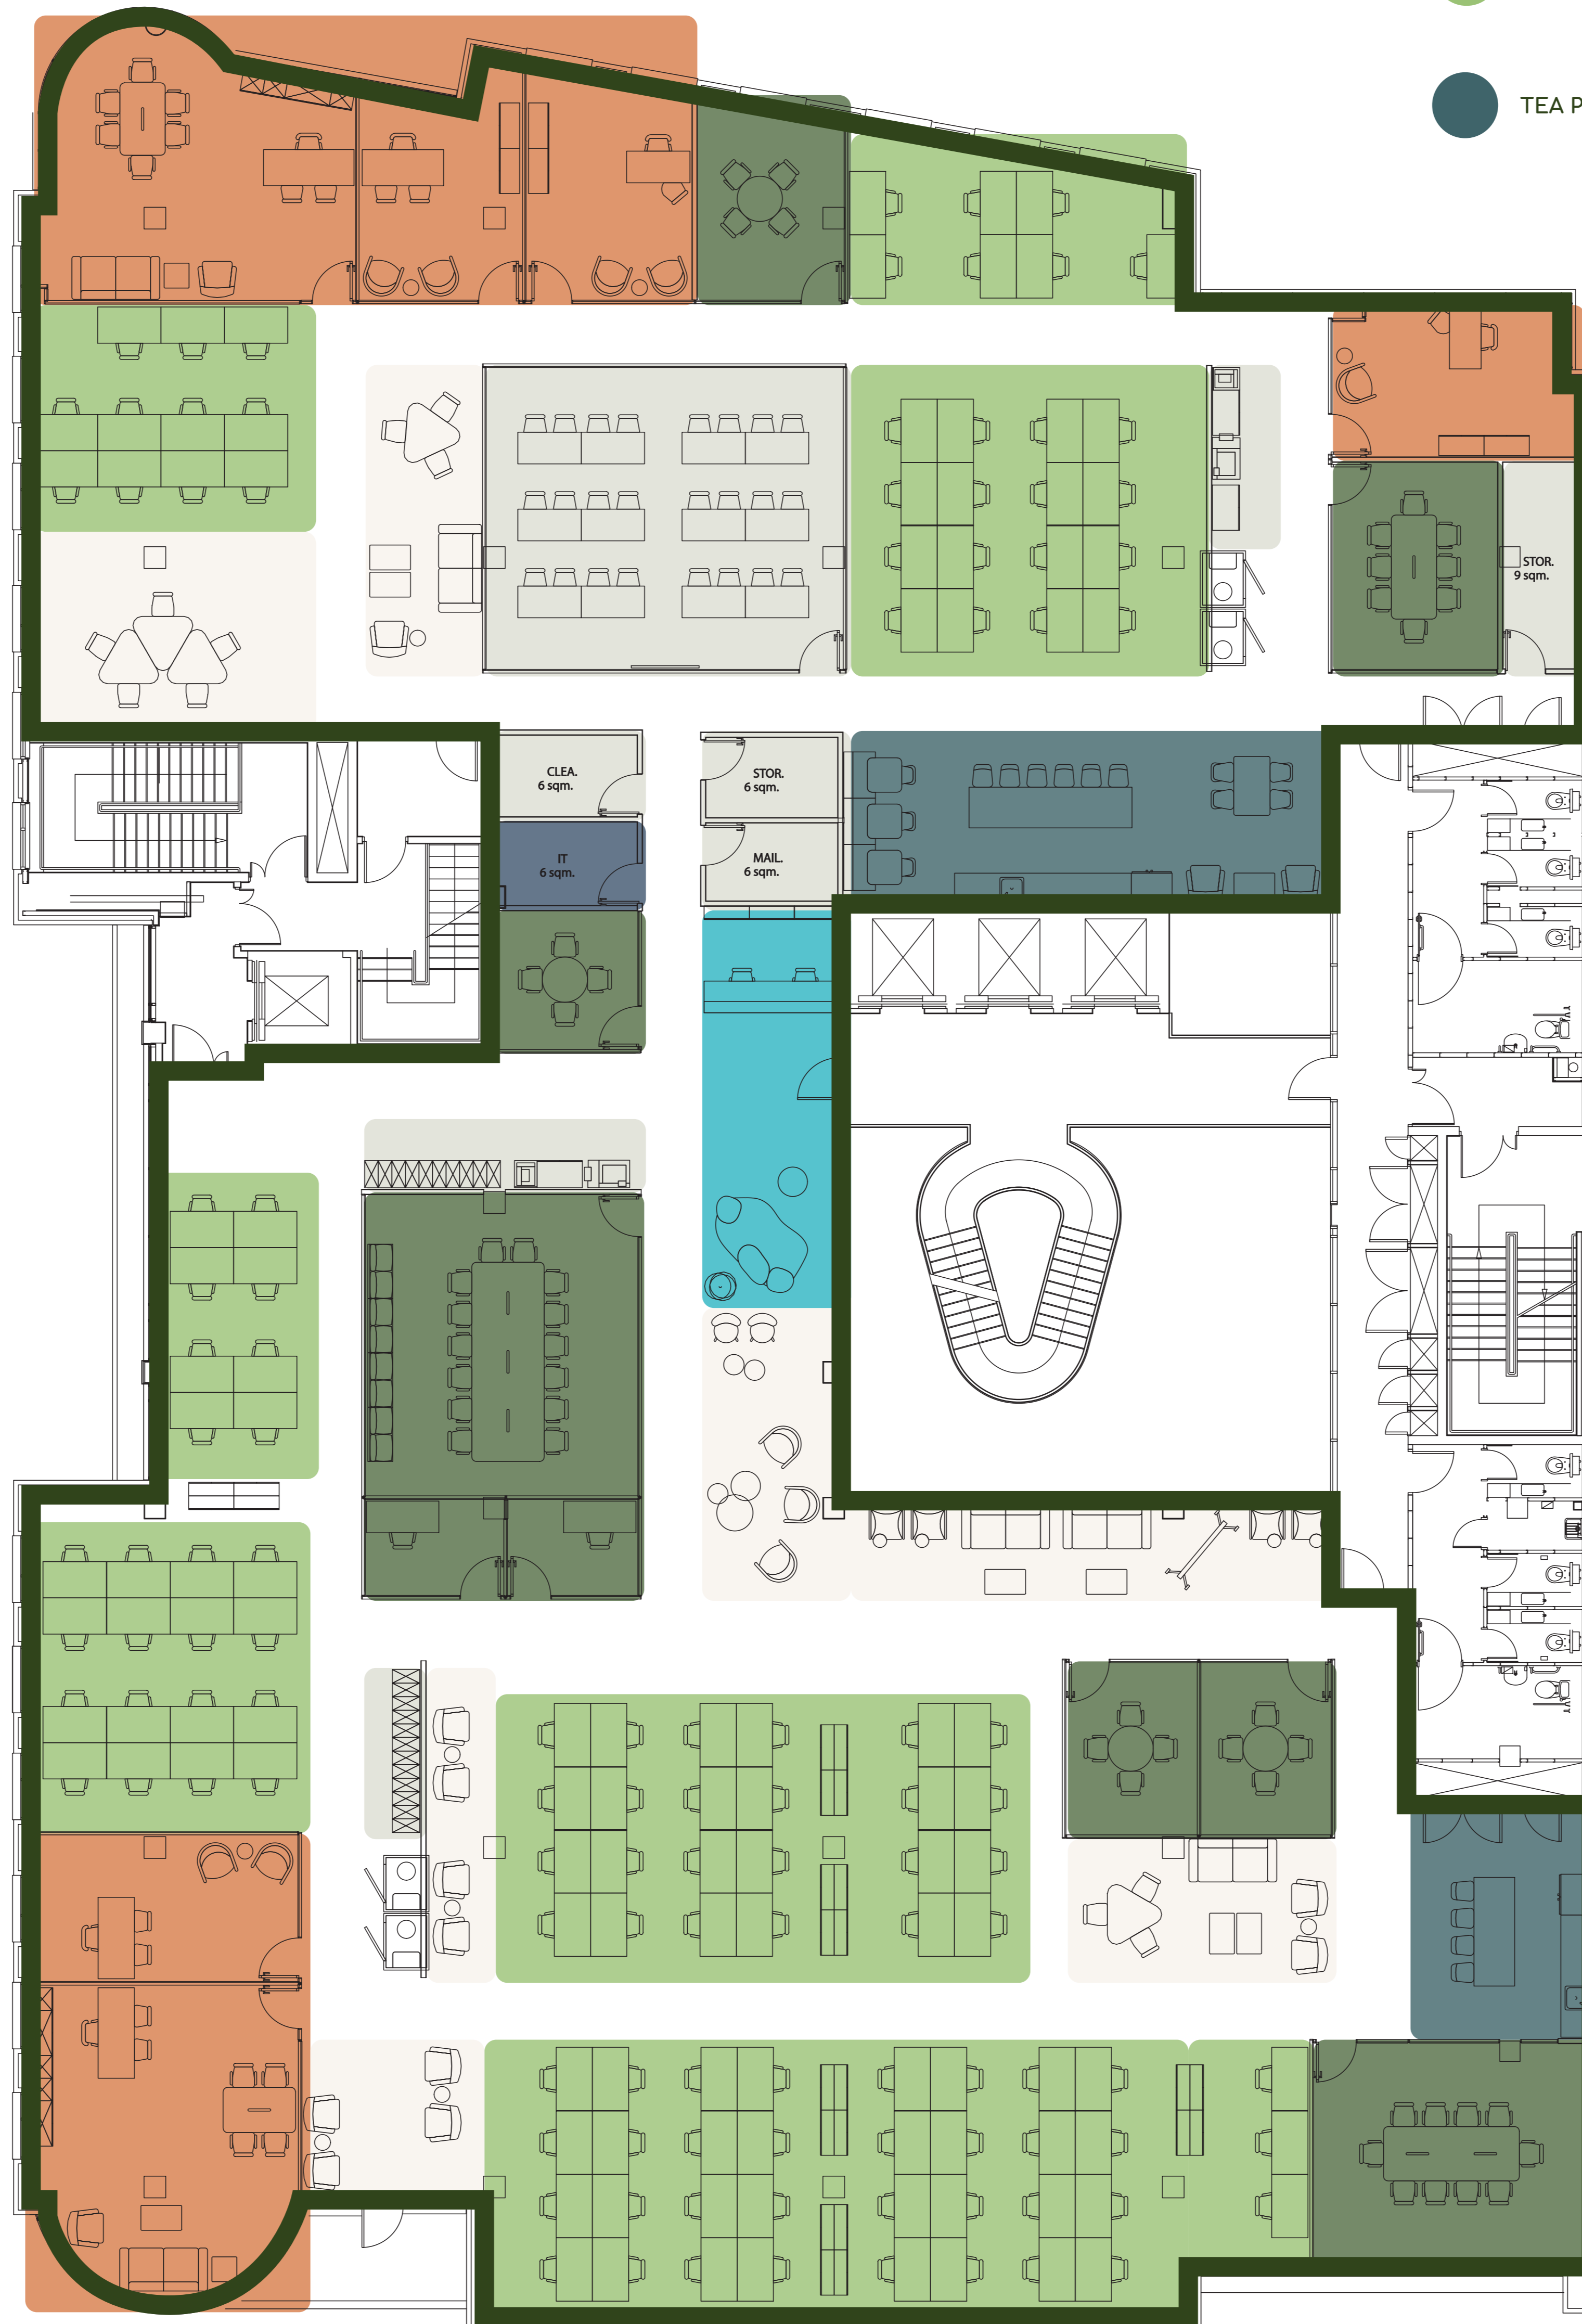 TEA P
STOR.
9 sqm.
CLEA.
6 sqm.
STOR.
6 sqm.
IT
6 sqm.
MAIL.
6 sqm.